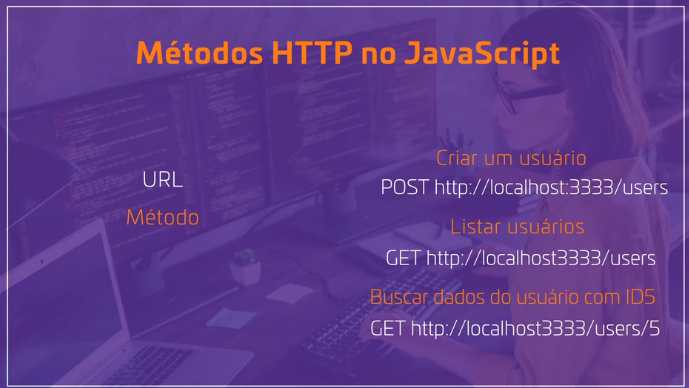 Métodos HTTP no JavaScript
URL
Método
Criar um usuário
POST http://localhost:3333/users
Listar usuários
GET http://localhost3333/users
Buscar dados do usuário com ID5
GET http://localhost3333/users/5